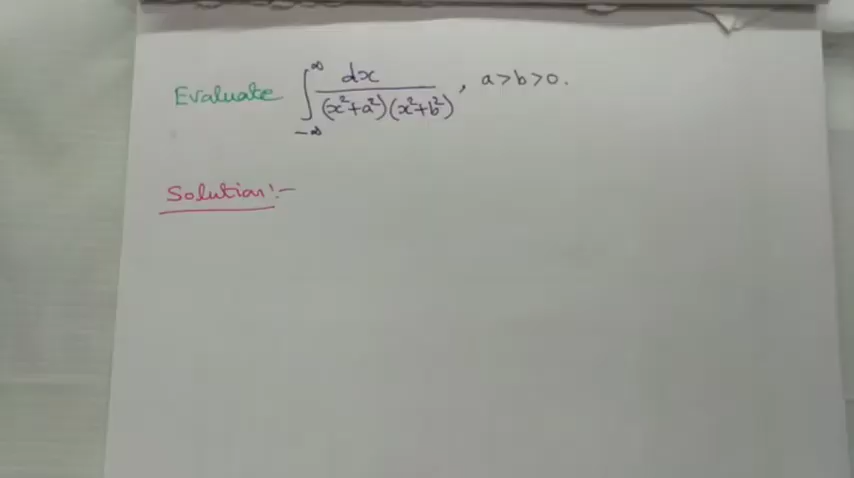 Evaluate ∫_{-∞}^{∞} dx/((x²+a²)(x²+b²)), a>b>0.
Solution:-